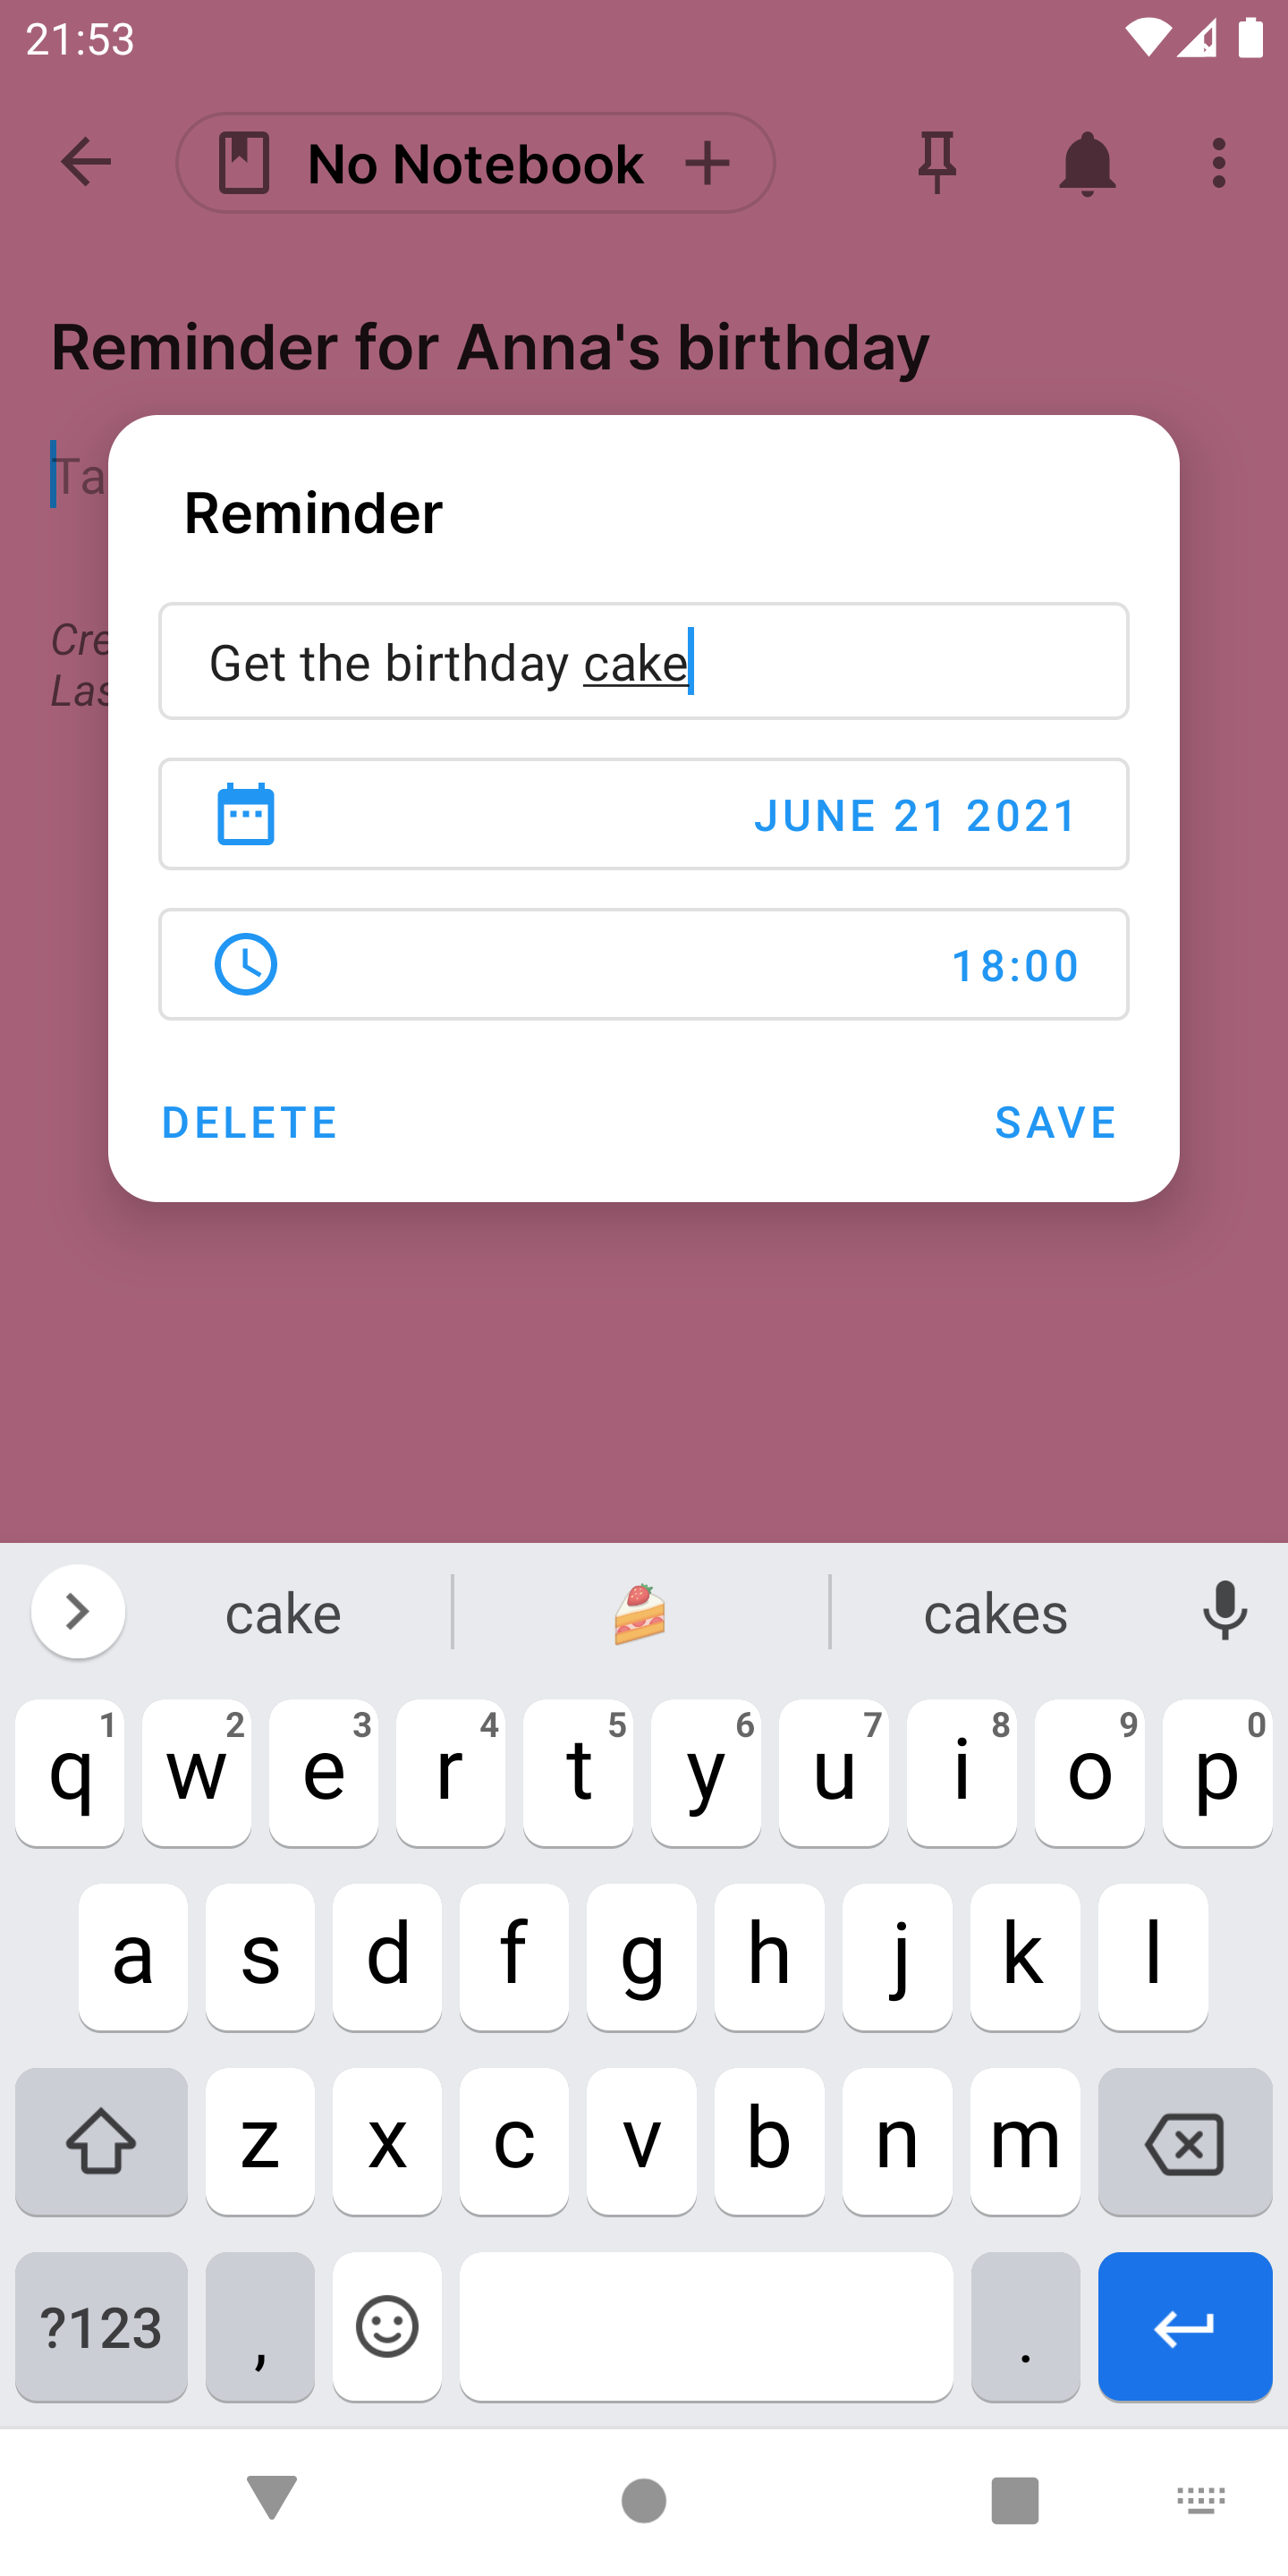 21:53
No Notebook
Reminder for Anna's birthday
Ta
Cre
Las
Reminder
Get the birthday cake
JUNE 21 2021
18:00
DELETE SAVE
cake cakes
1 2 3 4 5 6 7 8 9 0
q w e r t y u i o p
a s d f g h j k l
z x c v b n m
?123 , .